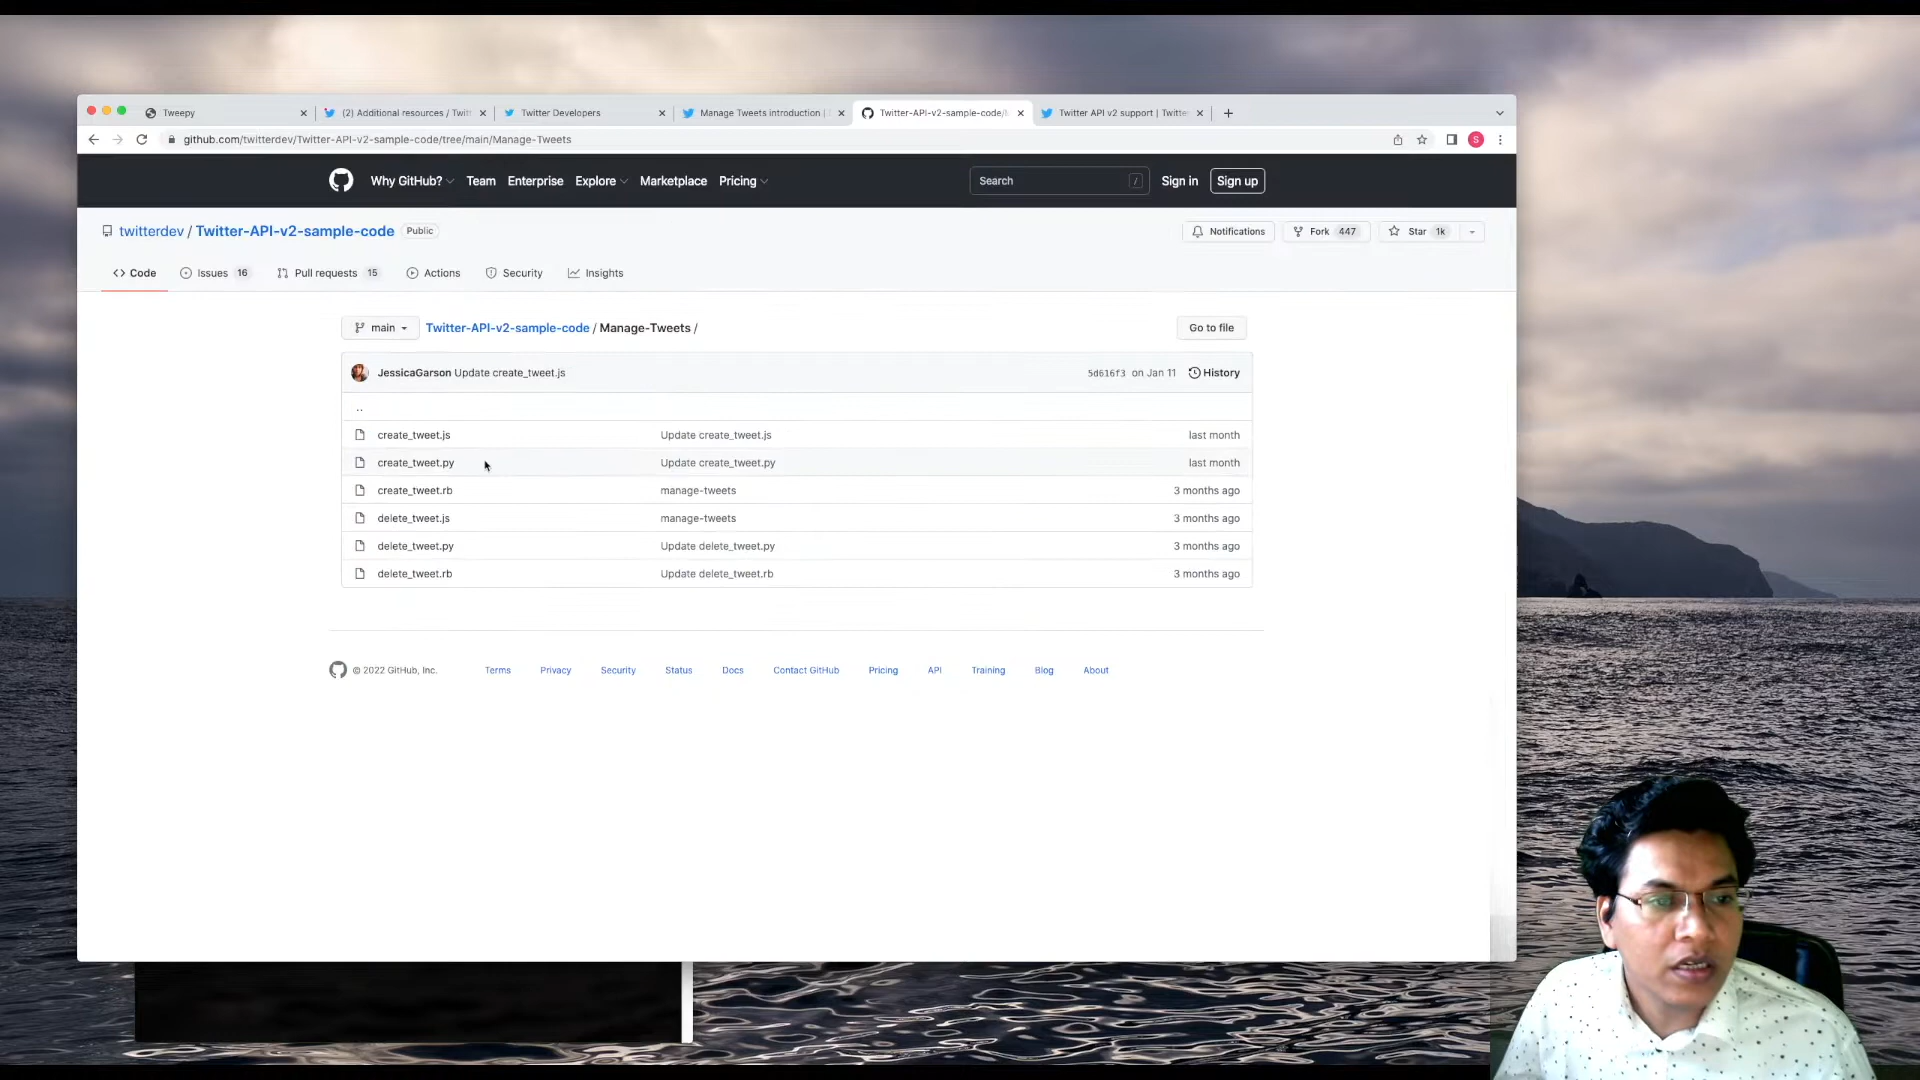 Tweepy
(2) Additional resources / Twitt
Twitter Developers
Manage Tweets introduction |
Twitter-API-v2-sample-code/
Twitter API v2 support | Twitte
github.com/twitterdev/Twitter-API-v2-sample-code/tree/main/Manage-Tweets
S
Why GitHub? Team Enterprise Explore Marketplace Pricing
Search /
Sign in Sign up
twitterdev / Twitter-API-v2-sample-code Public
Notifications Fork 447 Star 1k
<> Code Issues 16 Pull requests 15 Actions Security Insights
main Twitter-API-v2-sample-code / Manage-Tweets / Go to file
JessicaGarson Update create_tweet.js 5d616f3 on Jan 11 History
..
create_tweet.js Update create_tweet.js last month
create_tweet.py Update create_tweet.py last month
create_tweet.rb manage-tweets 3 months ago
delete_tweet.js manage-tweets 3 months ago
delete_tweet.py Update delete_tweet.py 3 months ago
delete_tweet.rb Update delete_tweet.rb 3 months ago
© 2022 GitHub, Inc. Terms Privacy Security Status Docs Contact GitHub Pricing API Training Blog About